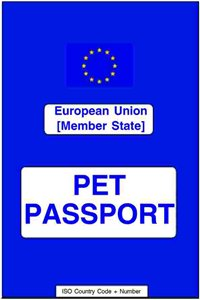 European Union
[Member State]
PET
PASSPORT
ISO Country Code + Number